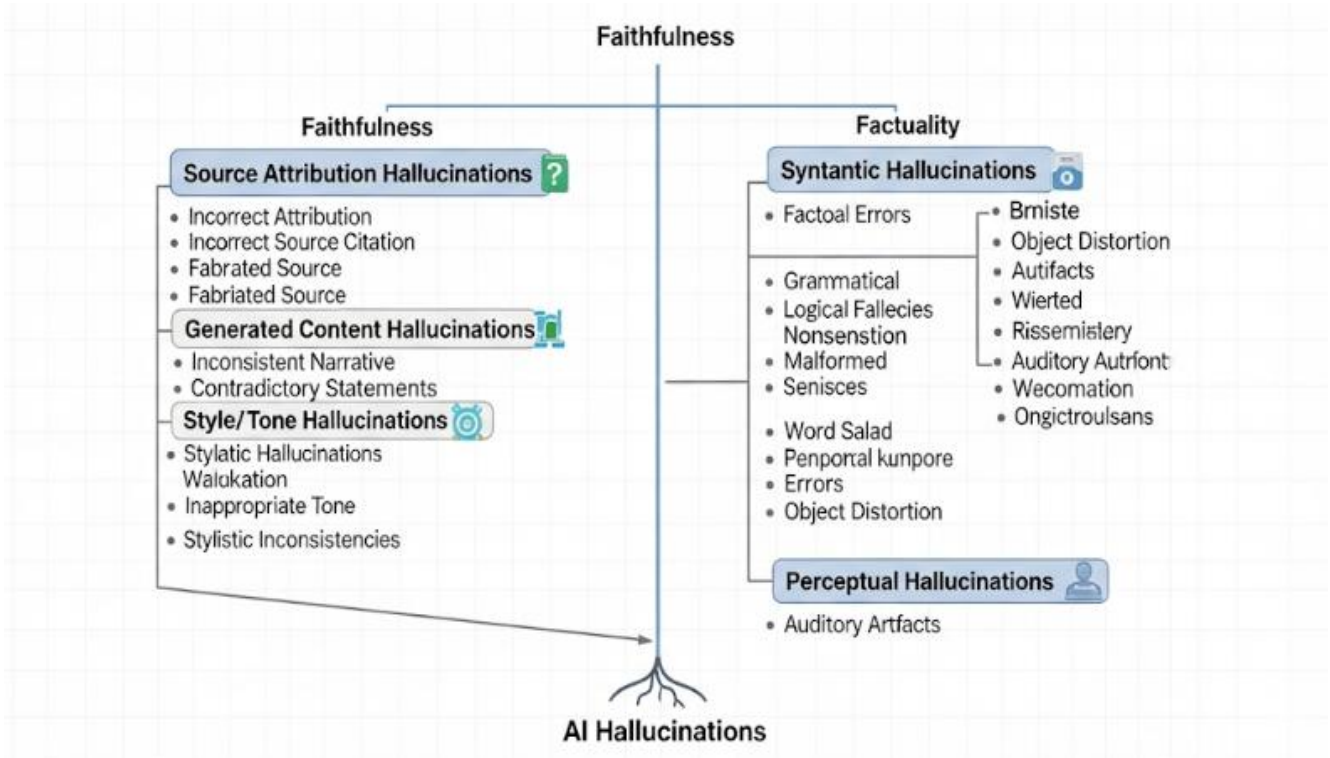 Faithfulness
Faithfulness
Source Attribution Hallucinations
Incorrect Attribution
Incorrect Source Citation
Fabrated Source
Fabriated Source
Generated Content Hallucinations
Inconsistent Narrative
Contradictory Statements
Style/Tone Hallucinations
Stylatic Hallucinations
Walukation
Inappropriate Tone
Stylistic Inconsistencies
Factuality
Syntantic Hallucinations
Factoal Errors
Grammatical
Logical Fallecies
Nonsenstion
Malformed
Senisces
Word Salad
Penportal kunpore
Errors
Object Distortion
Brniste
Object Distortion
Autifacts
Wierted
Rissemistery
Auditory Autrfont
Wecomation
Ongictroulsans
Perceptual Hallucinations
Auditory Artfacts
AI Hallucinations